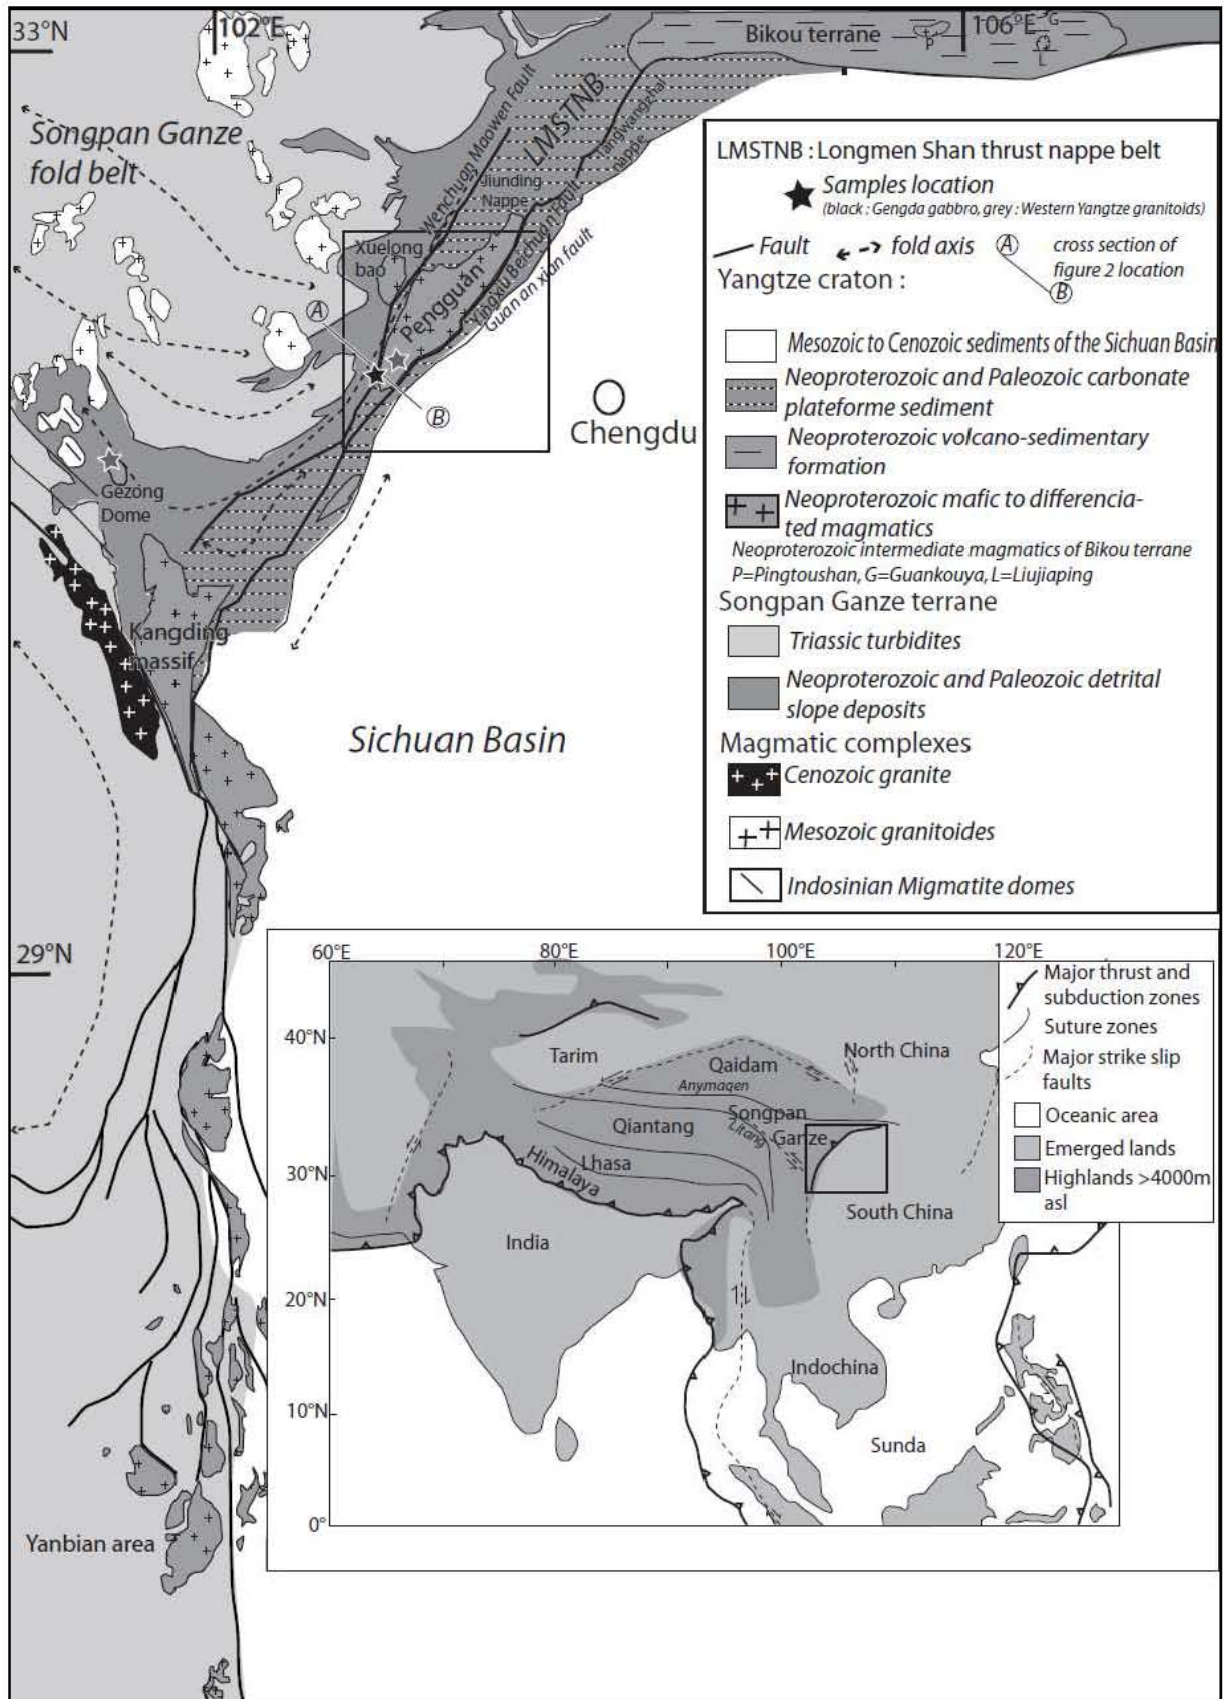 33°N
102°E
Bikou terrane
106°E
G
P
L
Songpan Ganze
fold belt
Wenchuan Maowen Fault
LMSTNB
Tangwangzhai
nappe
Jiunding
Nappe
Xuelong
bao
Pengguan
Yingxiu Beichuan Fault
Guan an xian fault
A
B
Chengdu
Gezong
Dome
Kangding
massif
Sichuan Basin
29°N
Yanbian area
LMSTNB : Longmen Shan thrust nappe belt
Samples location
(black : Gengda gabbro, grey : Western Yangtze granitoids)
Fault
fold axis
A
cross section of
figure 2 location
B
Yangtze craton :
Mesozoic to Cenozoic sediments of the Sichuan Basin
Neoproterozoic and Paleozoic carbonate
plateforme sediment
Neoproterozoic volcano-sedimentary
formation
Neoproterozoic mafic to differencia-
ted magmatics
Neoproterozoic intermediate magmatics of Bikou terrane
P=Pingtoushan, G=Guankouya, L=Liujiaping
Songpan Ganze terrane
Triassic turbidites
Neoproterozoic and Paleozoic detrital
slope deposits
Magmatic complexes
Cenozoic granite
Mesozoic granitoides
Indosinian Migmatite domes
60°E
80°E
100°E
120°E
40°N
30°N
20°N
10°N
0°
Tarim
Qaidam
North China
Anymaqen
Songpan
Ganze
Litang
Qiantang
Lhasa
Himalaya
India
South China
Indochina
Sunda
Major thrust and
subduction zones
Suture zones
Major strike slip
faults
Oceanic area
Emerged lands
Highlands >4000m
asl